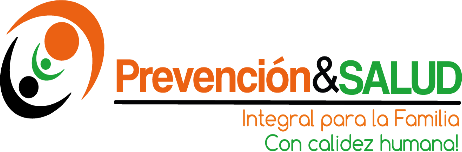 Prevención&SALUD
Integral para la Familia
Con calidez humana!